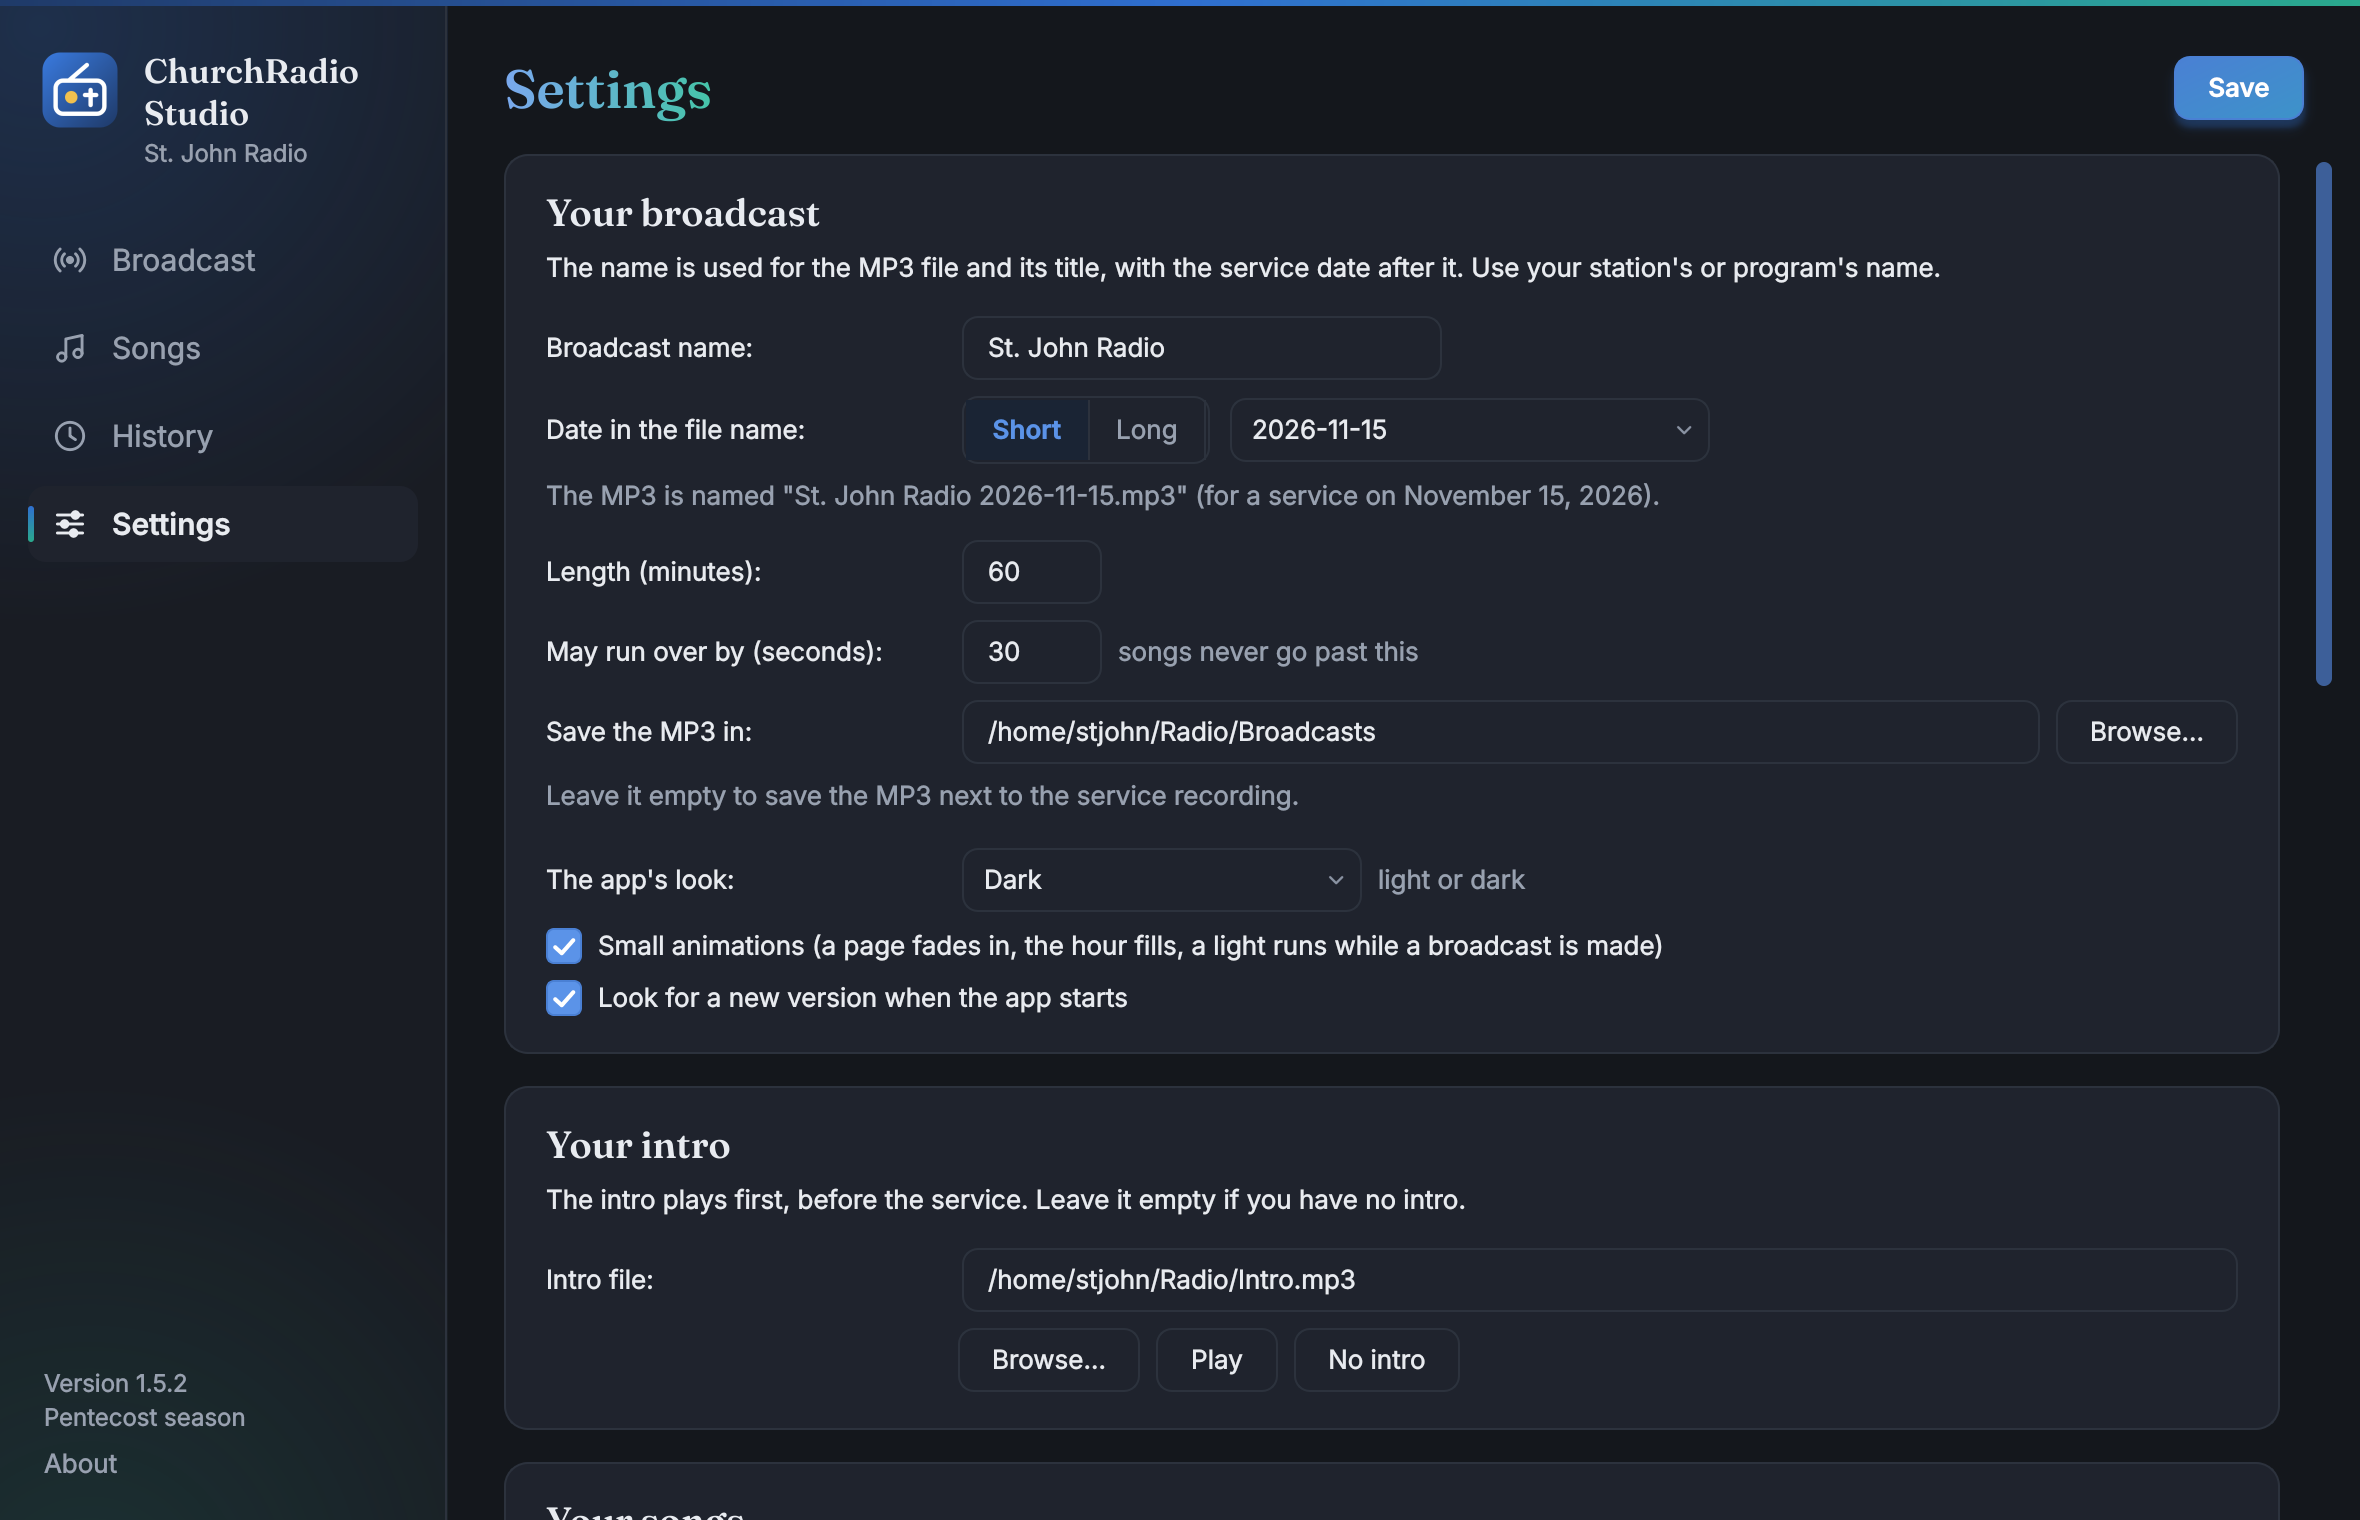 ChurchRadio
Studio
St. John Radio
Broadcast
Songs
History
Settings
Version 1.5.2
Pentecost season
About
Settings
Save
Your broadcast
The name is used for the MP3 file and its title, with the service date after it. Use your station's or program's name.
Broadcast name: St. John Radio
Date in the file name: Short Long 2026-11-15
The MP3 is named "St. John Radio 2026-11-15.mp3" (for a service on November 15, 2026).
Length (minutes): 60
May run over by (seconds): 30 songs never go past this
Save the MP3 in: /home/stjohn/Radio/Broadcasts Browse...
Leave it empty to save the MP3 next to the service recording.
The app's look: Dark light or dark
Small animations (a page fades in, the hour fills, a light runs while a broadcast is made)
Look for a new version when the app starts
Your intro
The intro plays first, before the service. Leave it empty if you have no intro.
Intro file: /home/stjohn/Radio/Intro.mp3
Browse... Play No intro
Your songs